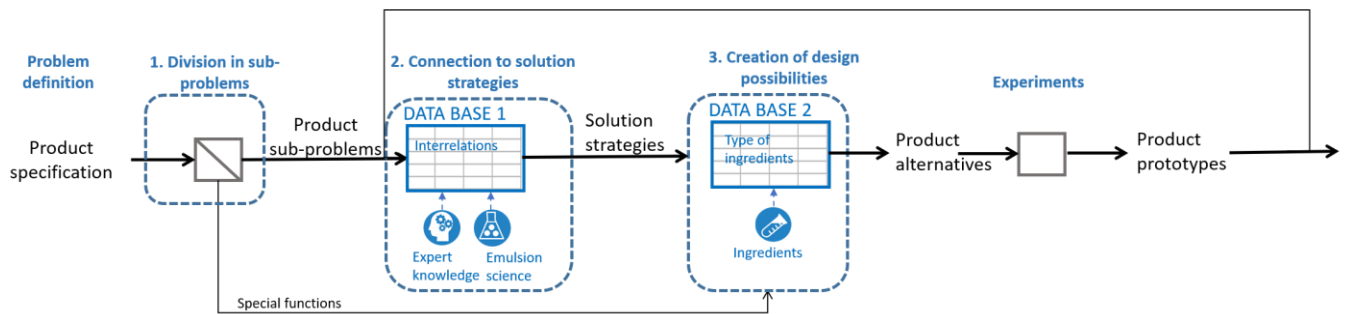 Problem
definition
1. Division in sub-
problems
2. Connection to solution
strategies
3. Creation of design
possibilities
Experiments
Product
specification
Product
sub-problems
DATA BASE 1
Interrelations
Expert
knowledge
Emulsion
science
Solution
strategies
DATA BASE 2
Type of
ingredients
Ingredients
Product
alternatives
Product
prototypes
Special functions